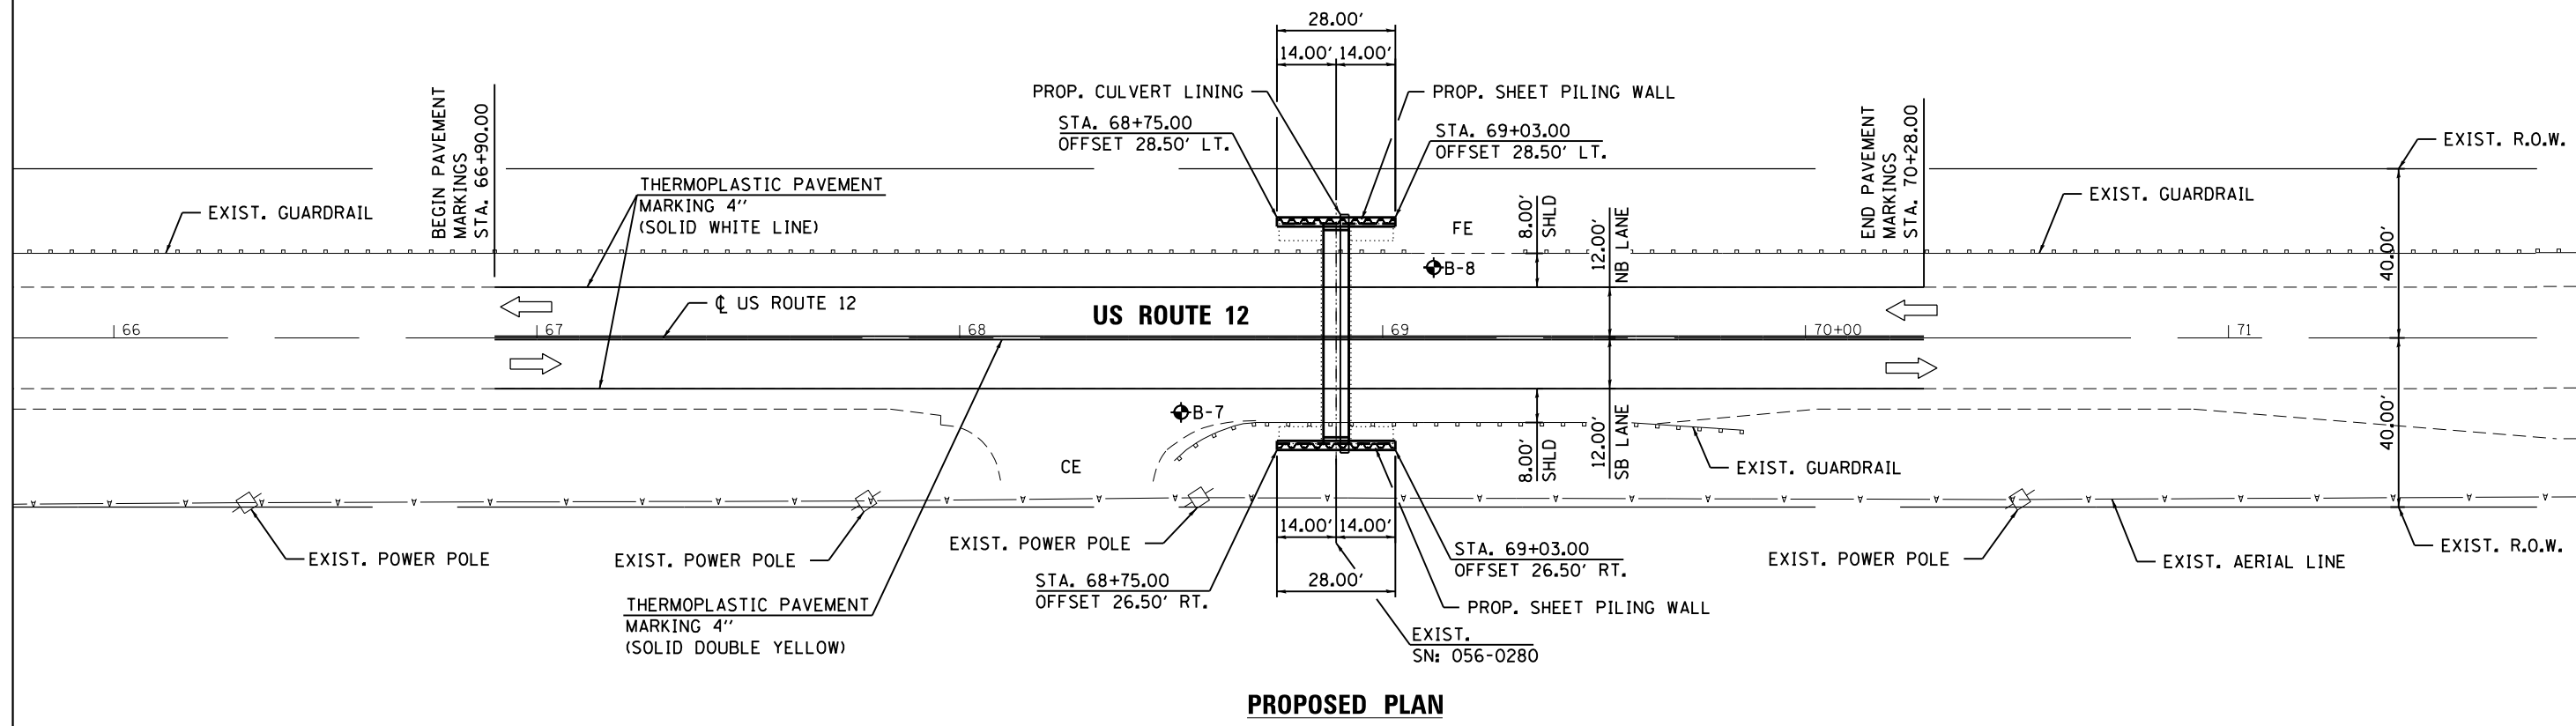 28.00'
14.00' 14.00'
PROP. CULVERT LINING
PROP. SHEET PILING WALL
STA. 68+75.00
OFFSET 28.50' LT.
STA. 69+03.00
OFFSET 28.50' LT.
BEGIN PAVEMENT
MARKINGS
STA. 66+90.00
END PAVEMENT
MARKINGS
STA. 70+28.00
EXIST. R.O.W.
THERMOPLASTIC PAVEMENT
MARKING 4''
(SOLID WHITE LINE)
EXIST. GUARDRAIL
EXIST. GUARDRAIL
FE
8.00'
SHLD
12.00'
NB LANE
40.00'
B-8
℄ US ROUTE 12
US ROUTE 12
66
67
68
69
70+00
71
B-7
8.00'
SHLD
12.00'
SB LANE
40.00'
CE
EXIST. GUARDRAIL
A A A A A A A A A A A A A A A A A A A A A A A A A A A A A A A A A
14.00' 14.00'
28.00'
EXIST. POWER POLE
EXIST. POWER POLE
EXIST. POWER POLE
STA. 69+03.00
OFFSET 26.50' RT.
EXIST. POWER POLE
EXIST. AERIAL LINE
EXIST. R.O.W.
STA. 68+75.00
OFFSET 26.50' RT.
PROP. SHEET PILING WALL
THERMOPLASTIC PAVEMENT
MARKING 4''
(SOLID DOUBLE YELLOW)
EXIST.
SN: 056-0280
PROPOSED PLAN